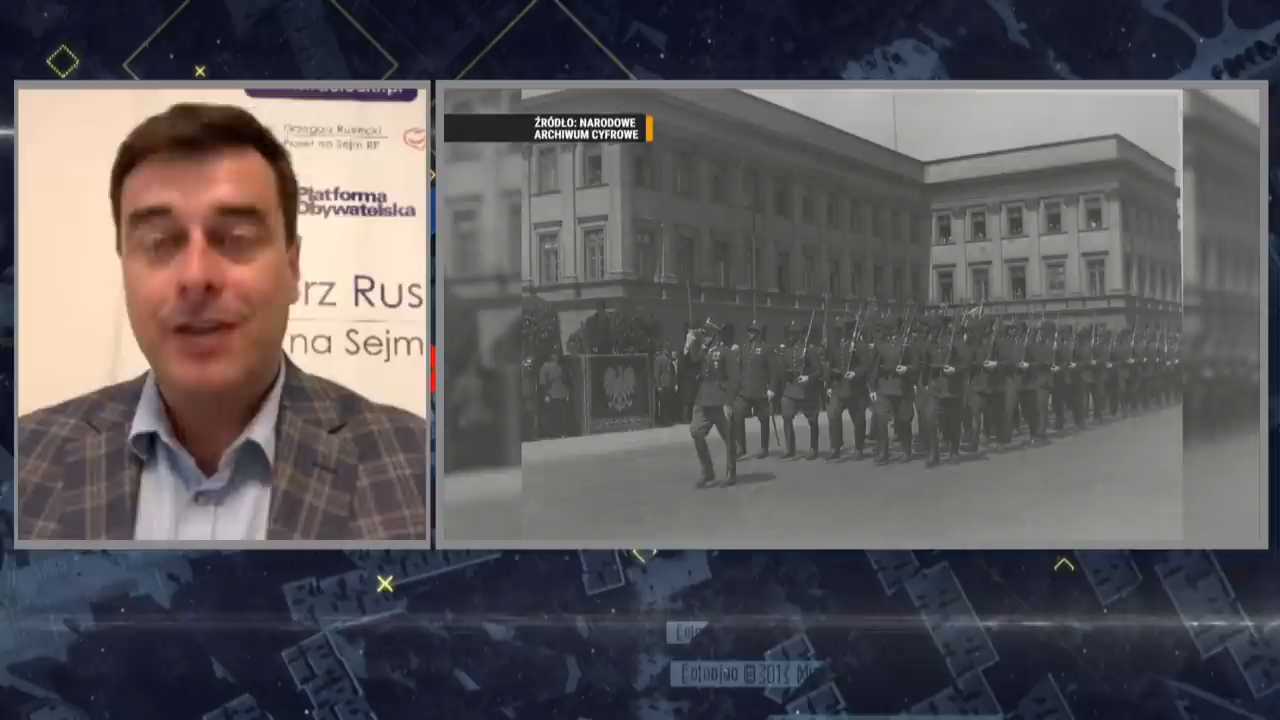 Grzegorz Rusiecki
Poseł na Sejm RP
Platforma
Obywatelska
rz Rus
na Sejm
ŹRÓDŁO: NARODOWE
ARCHIWUM CYFROWE